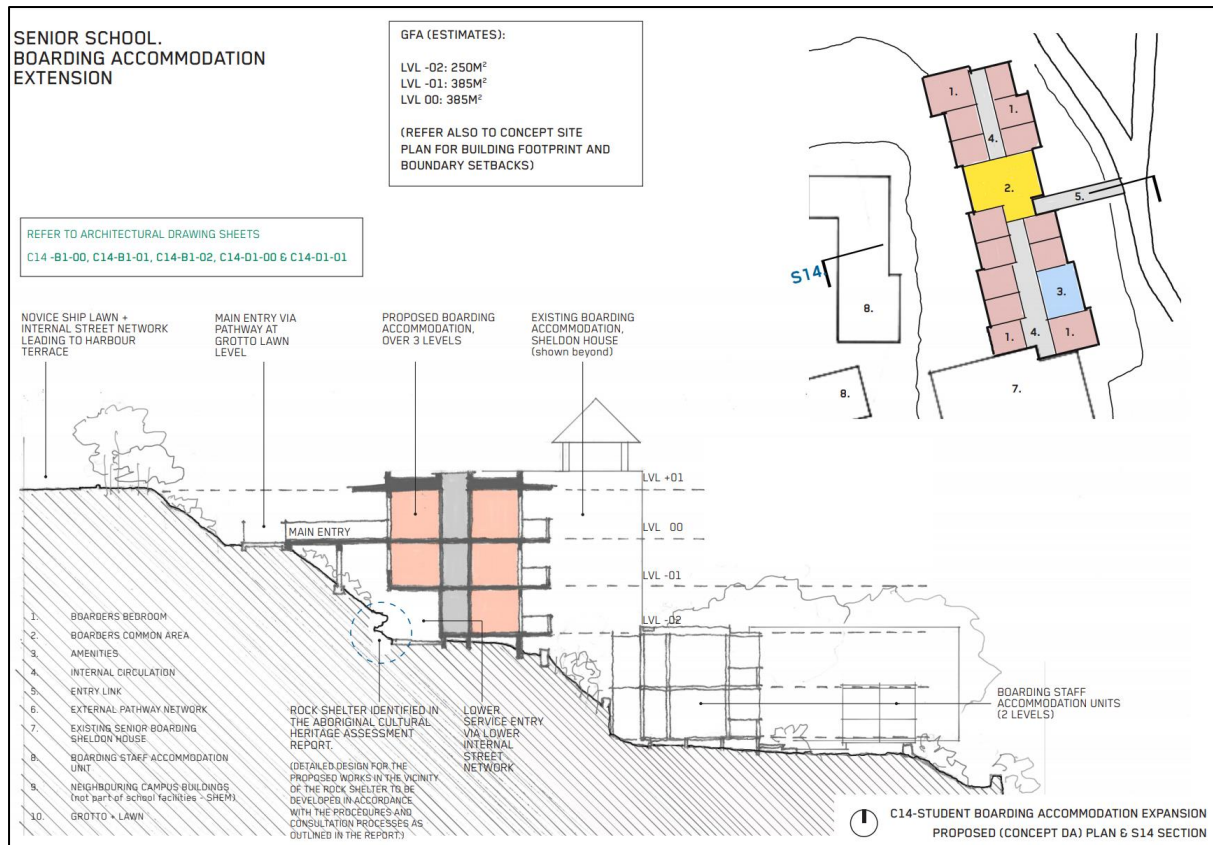 SENIOR SCHOOL.
BOARDING ACCOMMODATION
EXTENSION
GFA (ESTIMATES):
LVL -02: 250M²
LVL -01: 385M²
LVL 00: 385M²
(REFER ALSO TO CONCEPT SITE
PLAN FOR BUILDING FOOTPRINT AND
BOUNDARY SETBACKS)
REFER TO ARCHITECTURAL DRAWING SHEETS
C14 -B1-00, C14-B1-01, C14-B1-02, C14-D1-00 & C14-D1-01
1.
1.
4.
2.
5.
S14
3.
8.
1.
4.
1.
8.
7.
NOVICE SHIP LAWN +
INTERNAL STREET NETWORK
LEADING TO HARBOUR
TERRACE
MAIN ENTRY VIA
PATHWAY AT
GROTTO LAWN
LEVEL
PROPOSED BOARDING
ACCOMMODATION,
OVER 3 LEVELS
EXISTING BOARDING
ACCOMMODATION,
SHELDON HOUSE
(shown beyond)
LVL +01
LVL 00
LVL -01
LVL -02
MAIN ENTRY
1. BOARDERS BEDROOM
2. BOARDERS COMMON AREA
3. AMENITIES
4. INTERNAL CIRCULATION
5. ENTRY LINK
6. EXTERNAL PATHWAY NETWORK
7. EXISTING SENIOR BOARDING
SHELDON HOUSE
8. BOARDING STAFF ACCOMMODATION
UNIT
9. NEIGHBOURING CAMPUS BUILDINGS
(not part of school facilities - SHEM)
10. GROTTO + LAWN
ROCK SHELTER IDENTIFIED IN
THE ABORIGINAL CULTURAL
HERITAGE ASSESSMENT
REPORT.
(DETAILED DESIGN FOR THE
PROPOSED WORKS IN THE VICINITY
OF THE ROCK SHELTER TO BE
DEVELOPED IN ACCORDANCE
WITH THE PROCEDURES AND
CONSULTATION PROCESSES AS
OUTLINED IN THE REPORT.)
LOWER
SERVICE ENTRY
VIA LOWER
INTERNAL
STREET
NETWORK
BOARDING STAFF
ACCOMMODATION UNITS
(2 LEVELS)
C14-STUDENT BOARDING ACCOMMODATION EXPANSION
PROPOSED (CONCEPT DA) PLAN & S14 SECTION